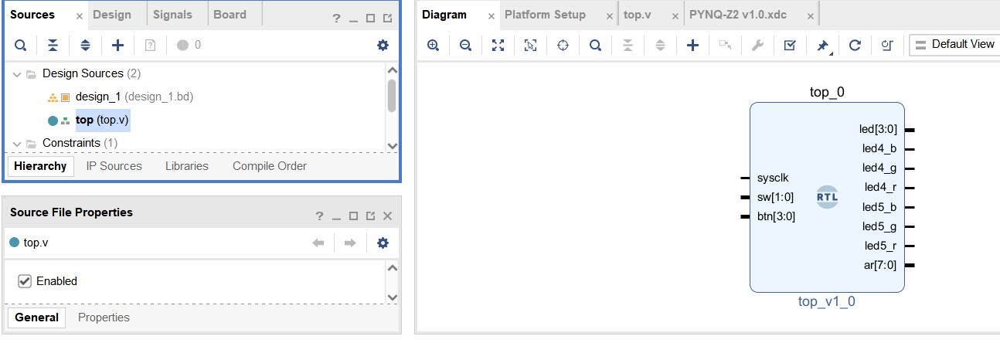 Sources × Design Signals Board
? _
0
Design Sources (2)
design_1 (design_1.bd)
top (top.v)
Constraints (1)
Hierarchy IP Sources Libraries Compile Order
Source File Properties
? _ ×
top.v
Enabled
General Properties
Diagram × Platform Setup × top.v × PYNQ-Z2 v1.0.xdc ×
Default View
top_0
led[3:0]
led4_b
led4_g
led4_r
led5_b
led5_g
led5_r
ar[7:0]
sysclk
sw[1:0]
btn[3:0]
RTL
top_v1_0